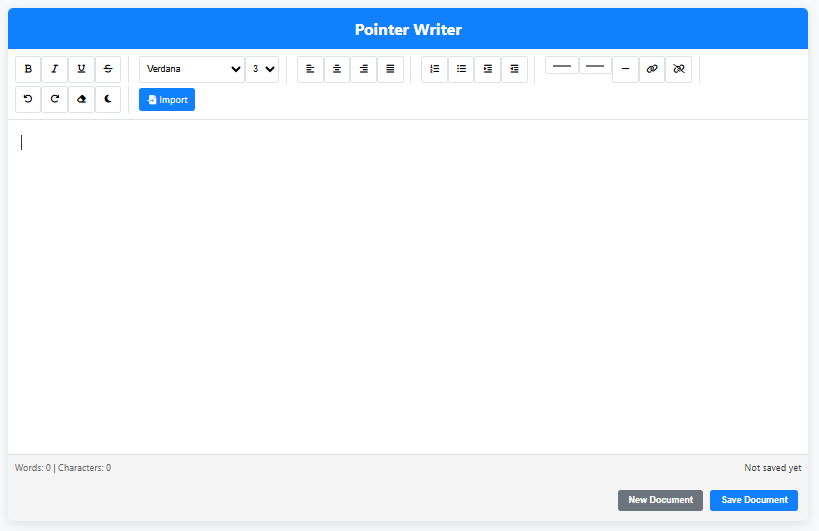 Pointer Writer
B I U S Verdana 3
Import
Words: 0 | Characters: 0 Not saved yet
New Document Save Document